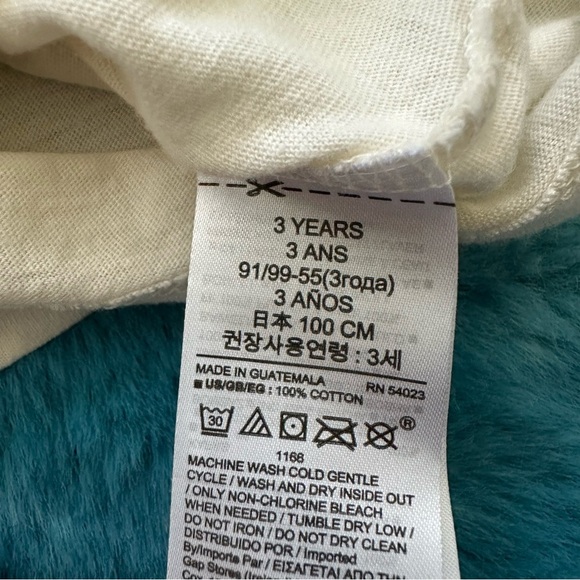 3 YEARS
3 ANS
91/99-55(3года)
3 AÑOS
日本 100 CM
권장사용연령 : 3세
MADE IN GUATEMALA RN 54023
■ US/GB/EG : 100% COTTON
30 ®
1168
MACHINE WASH COLD GENTLE
CYCLE / WASH AND DRY INSIDE OUT
/ ONLY NON-CHLORINE BLEACH
WHEN NEEDED / TUMBLE DRY LOW /
DO NOT IRON / DO NOT DRY CLEAN
DISTRIBUIDO POR / Imported
By/Importe Par / ΕΙΣΑΓΕΤΑΙ ΑΠΟ ΤΗΝ
Gap Stores